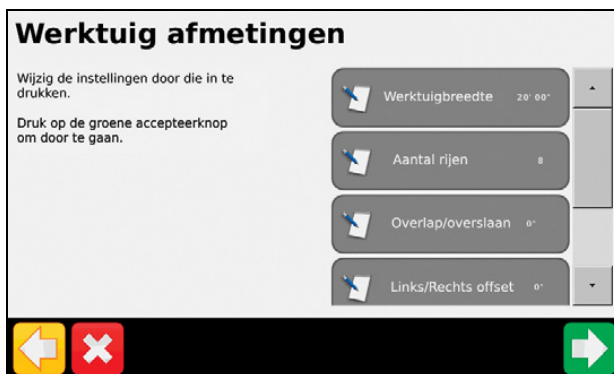 Werktuig afmetingen
Wijzig de instellingen door die in te
drukken.
Druk op de groene accepteerknop
om door te gaan.
Werktuigbreedte 20' 00"
Aantal rijen 8
Overlap/overslaan 0"
Links/Rechts offset 0"